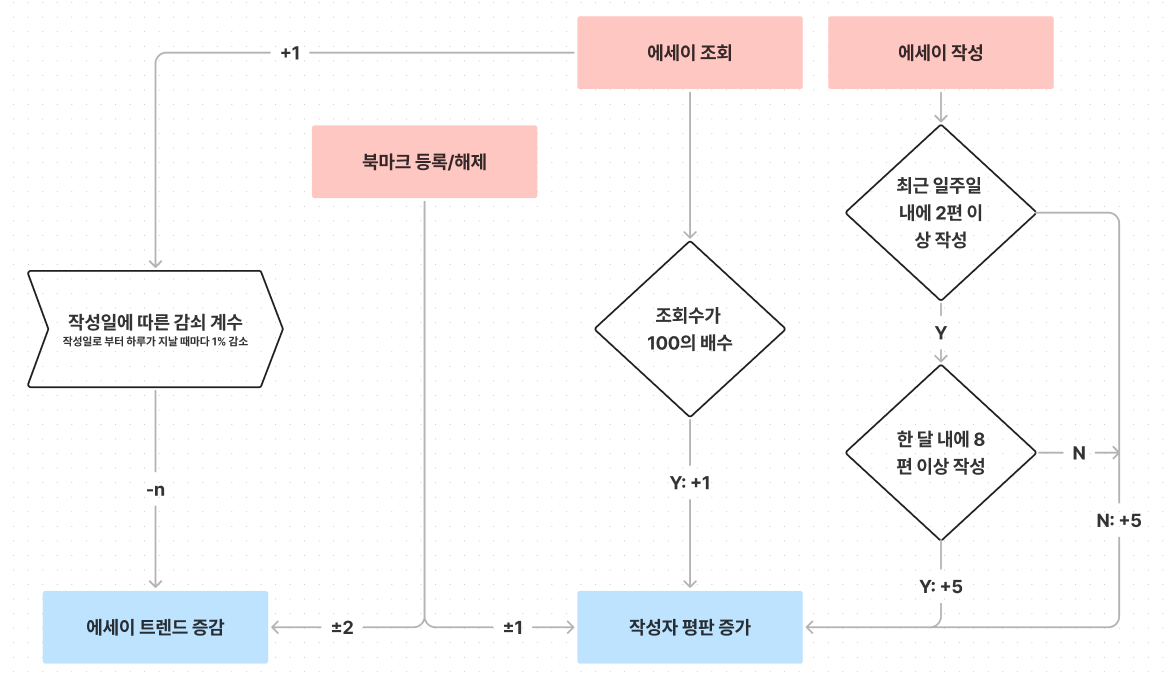 +1
에세이 조회
에세이 작성
북마크 등록/해제
최근 일주일
내에 2편 이
상 작성
작성일에 따른 감쇠 계수
작성일로 부터 하루가 지날 때마다 1% 감소
조회수가
100의 배수
Y
한 달 내에 8
편 이상 작성
N
-n
Y: +1
N: +5
Y: +5
에세이 트렌드 증감
±2
±1
작성자 평판 증가